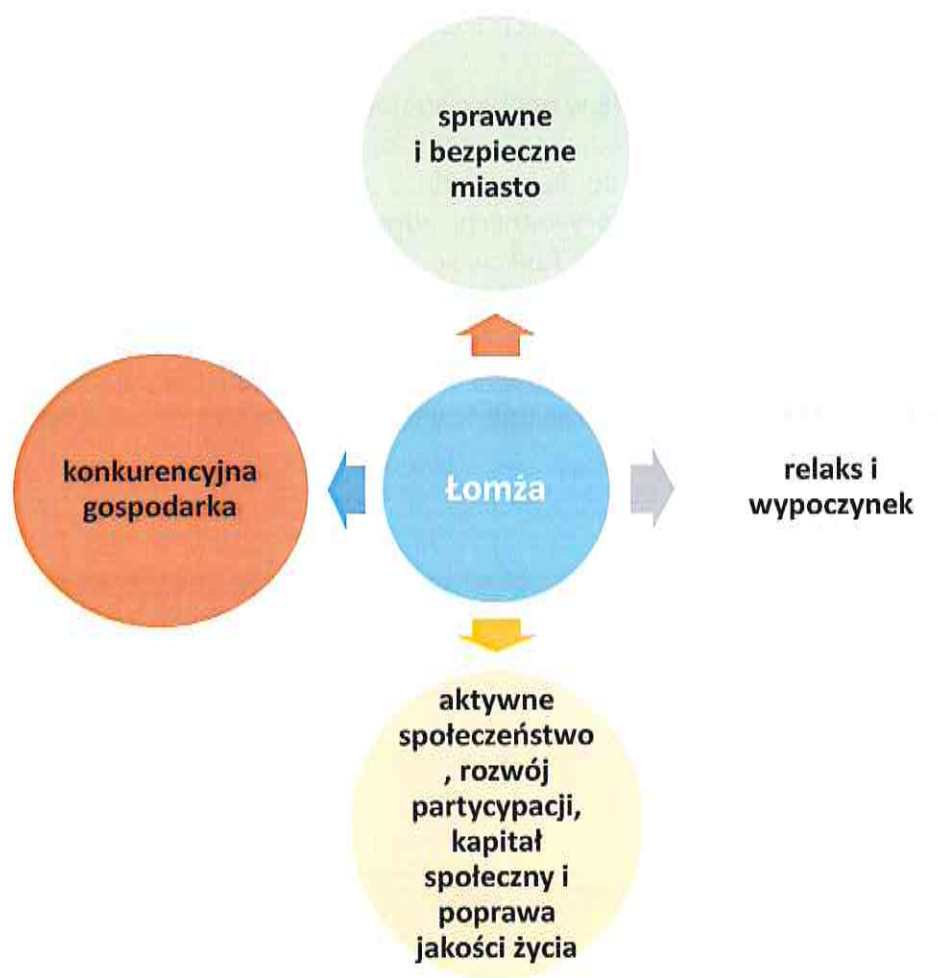 sprawne
i bezpieczne
miasto
konkurencyjna
gospodarka
Łomża
relaks i
wypoczynek
aktywne
społeczeństwo
, rozwój
partycypacji,
kapitał
społeczny i
poprawa
jakości życia